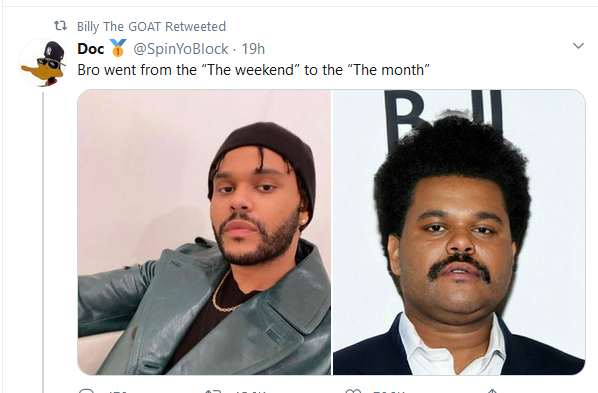 Billy The GOAT Retweeted
Doc 🥇 @SpinYoBlock · 19h
Bro went from the “The weekend” to the “The month”